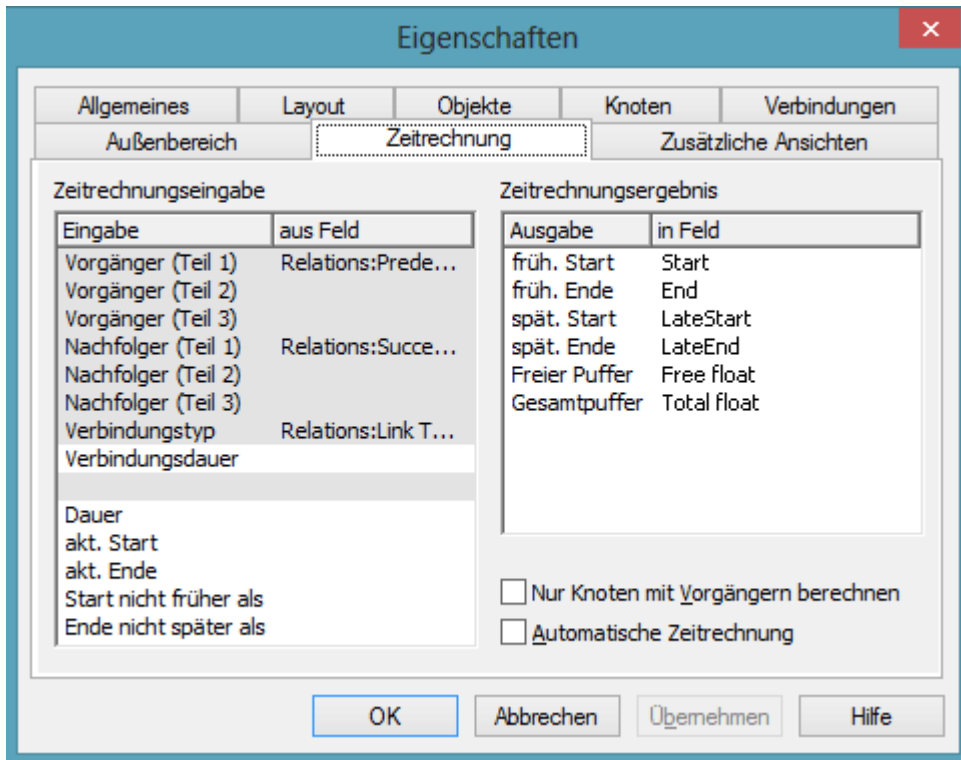 Eigenschaften
Allgemeines Layout Objekte Knoten Verbindungen
Außenbereich Zeitrechnung Zusätzliche Ansichten
Zeitrechnungseingabe
Eingabe aus Feld
Vorgänger (Teil 1) Relations:Prede...
Vorgänger (Teil 2)
Vorgänger (Teil 3)
Nachfolger (Teil 1) Relations:Succe...
Nachfolger (Teil 2)
Nachfolger (Teil 3)
Verbindungstyp Relations:Link T...
Verbindungsdauer
Dauer
akt. Start
akt. Ende
Start nicht früher als
Ende nicht später als
Zeitrechnungsergebnis
Ausgabe in Feld
früh. Start Start
früh. Ende End
spät. Start LateStart
spät. Ende LateEnd
Freier Puffer Free float
Gesamtpuffer Total float
Nur Knoten mit Vorgängern berechnen
Automatische Zeitrechnung
OK Abbrechen Übernehmen Hilfe